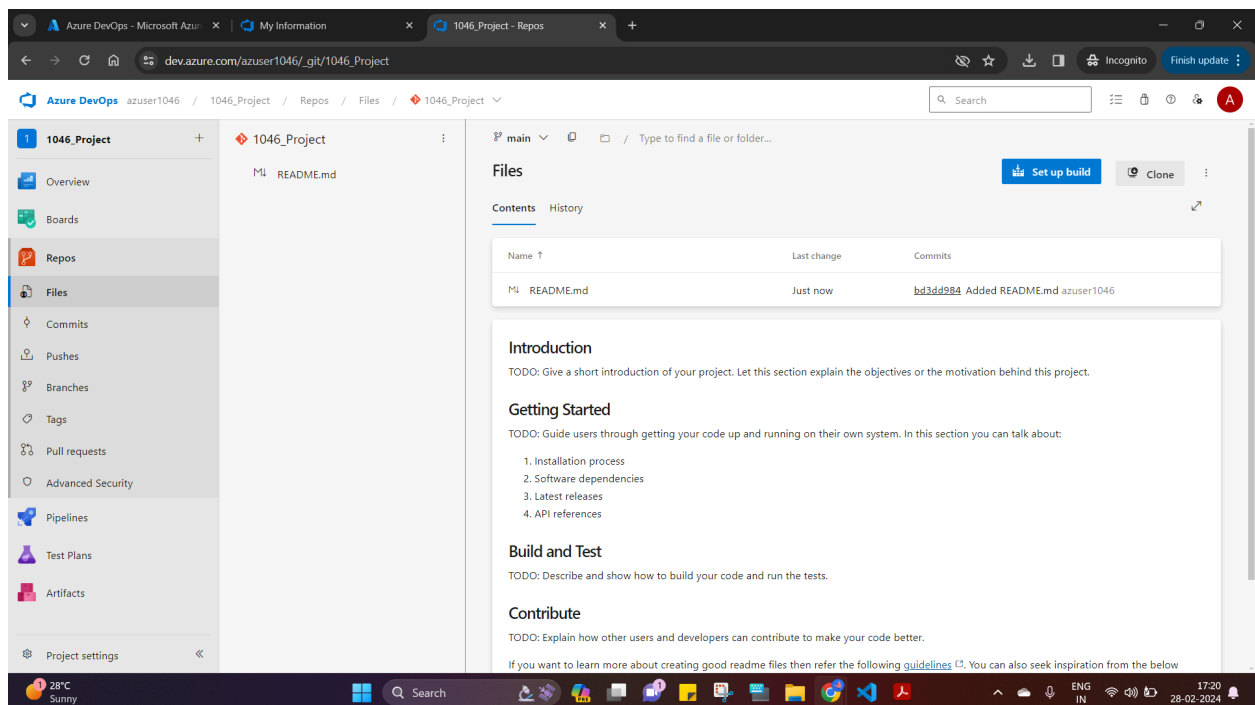 Azure DevOps - Microsoft Azur
My Information
1046_Project - Repos
dev.azure.com/azuser1046/_git/1046_Project
Incognito
Finish update
Azure DevOps azuser1046 / 1046_Project / Repos / Files / 1046_Project
Search
A
1 1046_Project
Overview
Boards
Repos
Files
Commits
Pushes
Branches
Tags
Pull requests
Advanced Security
Pipelines
Test Plans
Artifacts
Project settings
1046_Project
README.md
main / Type to find a file or folder...
Files
Set up build
Clone
Contents History
Name ↑ Last change Commits
M↓ README.md Just now bd3dd984 Added README.md azuser1046
Introduction
TODO: Give a short introduction of your project. Let this section explain the objectives or the motivation behind this project.
Getting Started
TODO: Guide users through getting your code up and running on their own system. In this section you can talk about:
1. Installation process
2. Software dependencies
3. Latest releases
4. API references
Build and Test
TODO: Describe and show how to build your code and run the tests.
Contribute
TODO: Explain how other users and developers can contribute to make your code better.
If you want to learn more about creating good readme files then refer the following guidelines. You can also seek inspiration from the below
1
28°C
Sunny
Search
PRE
1
ENG
IN
17:20
28-02-2024